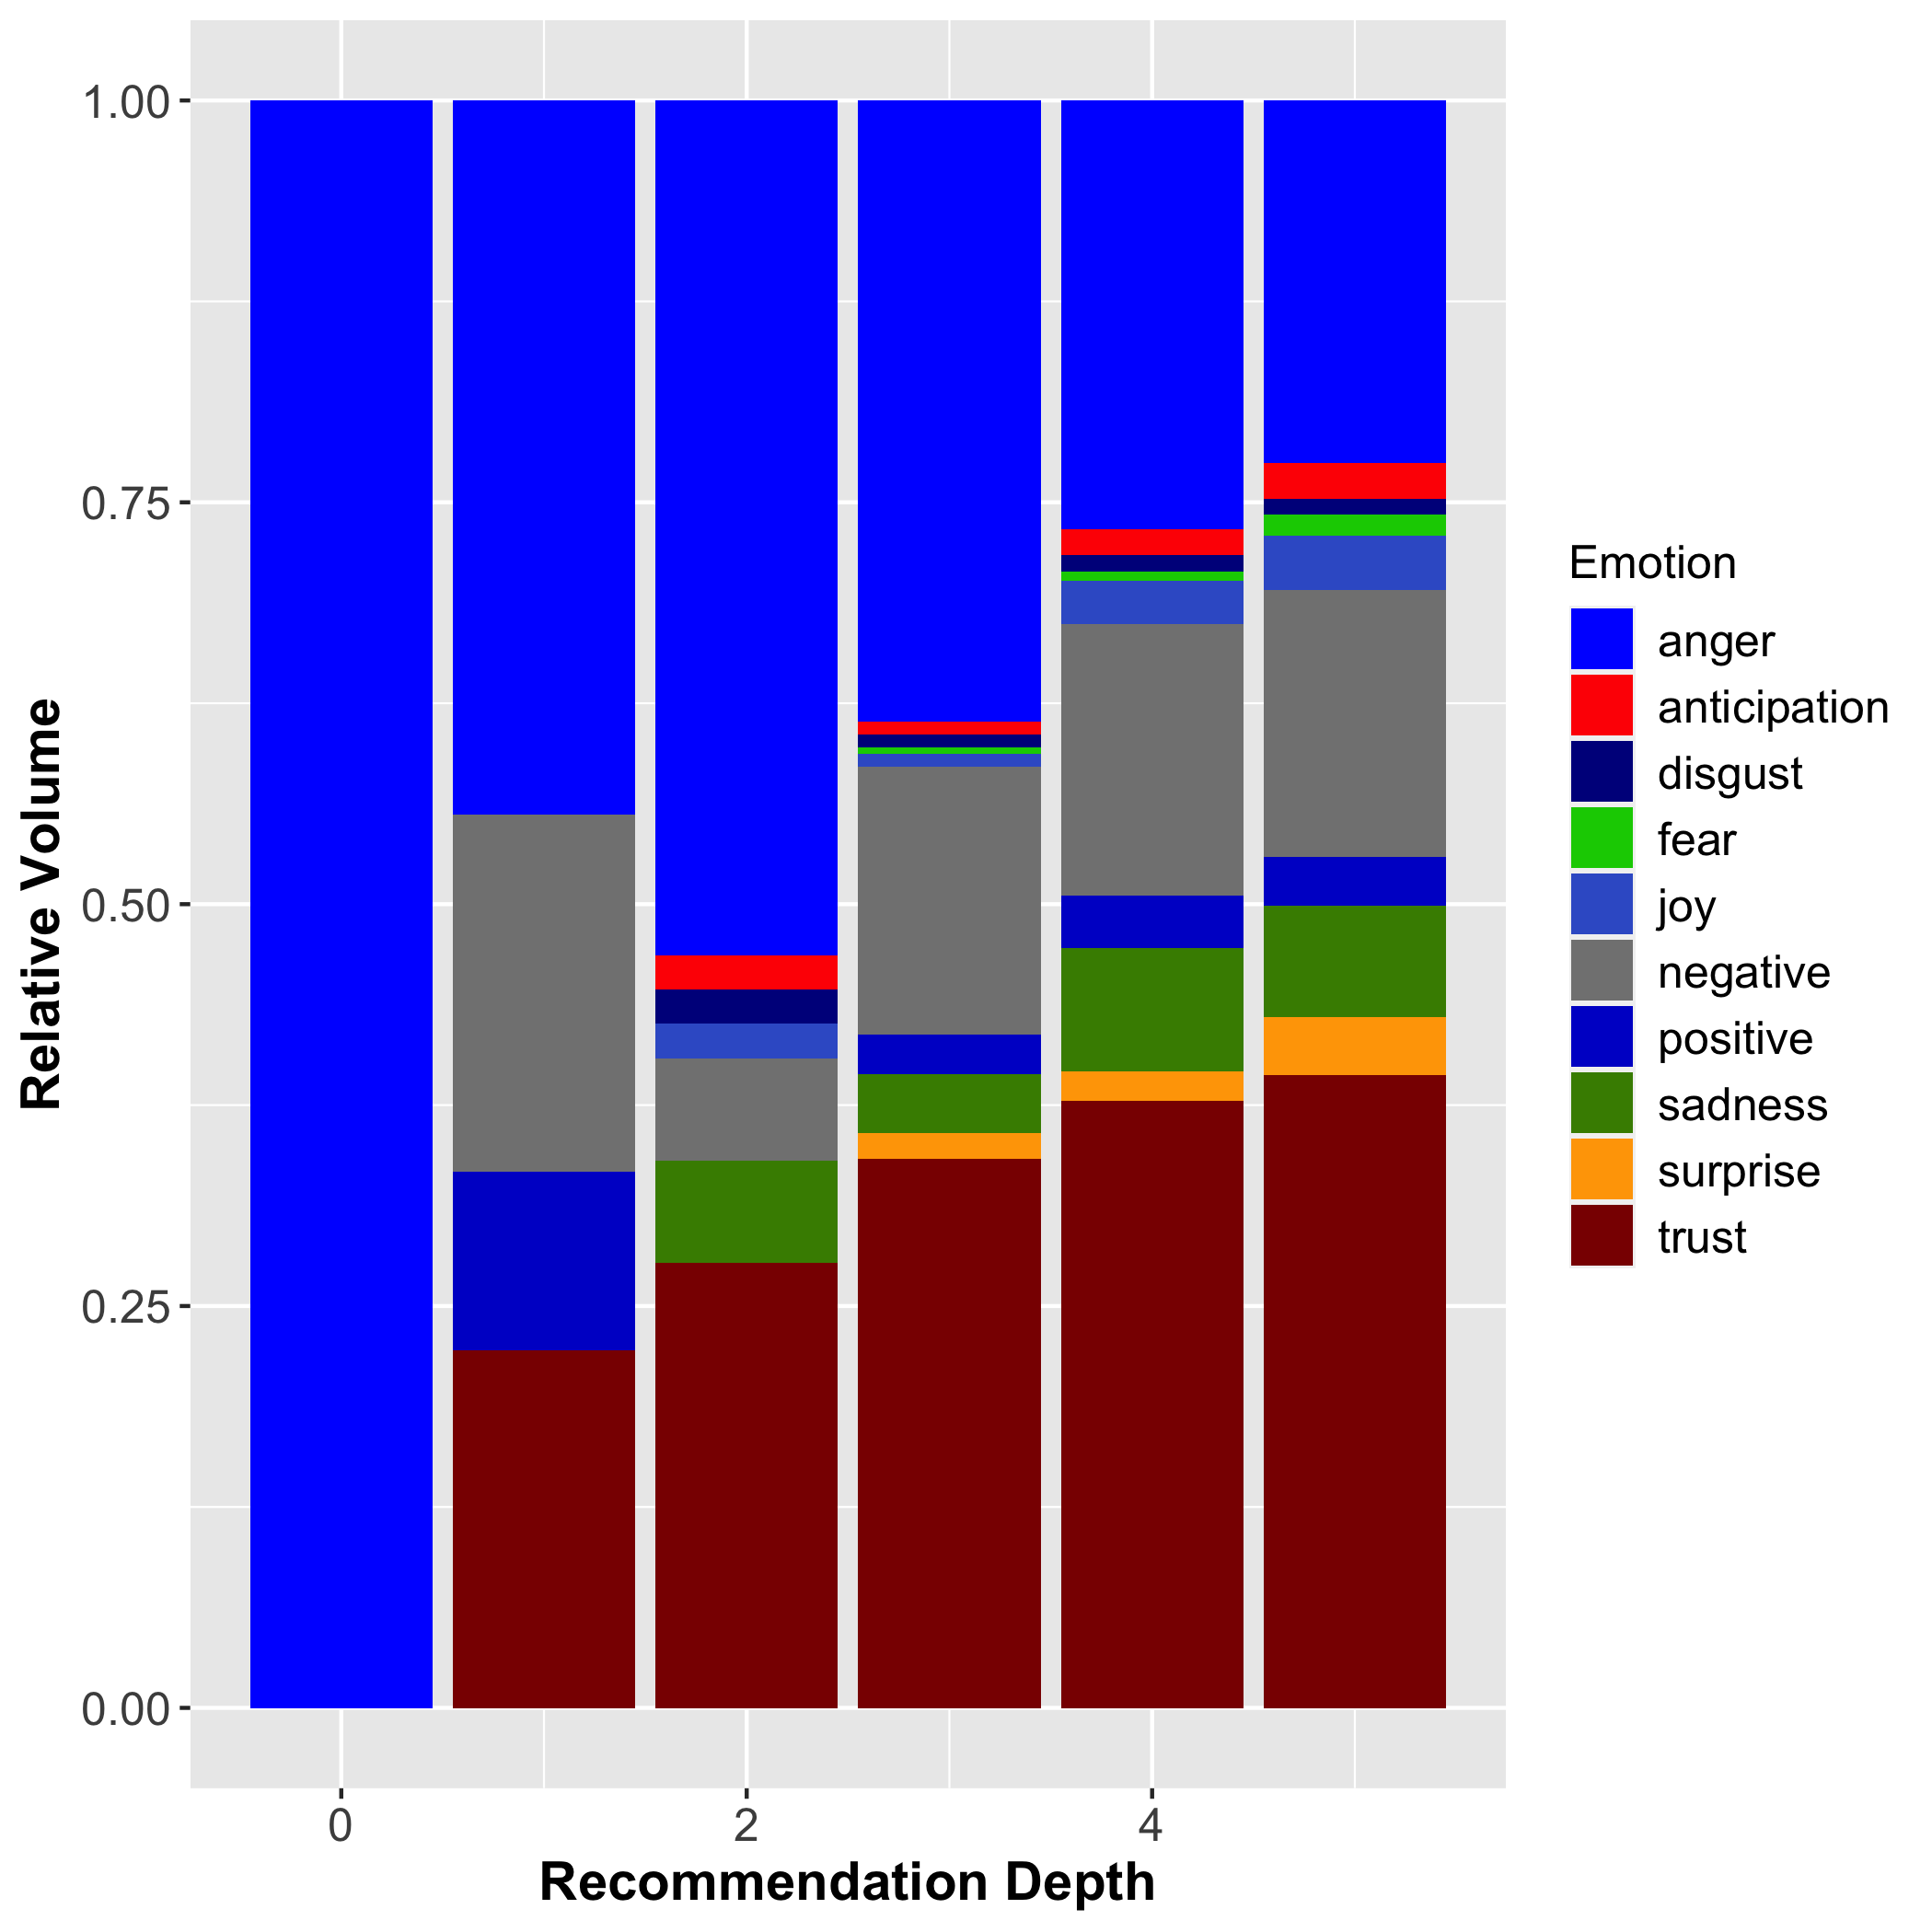 1.00
0.75
0.50
0.25
0.00
Relative Volume
0
2
4
Recommendation Depth
Emotion
anger
anticipation
disgust
fear
joy
negative
positive
sadness
surprise
trust